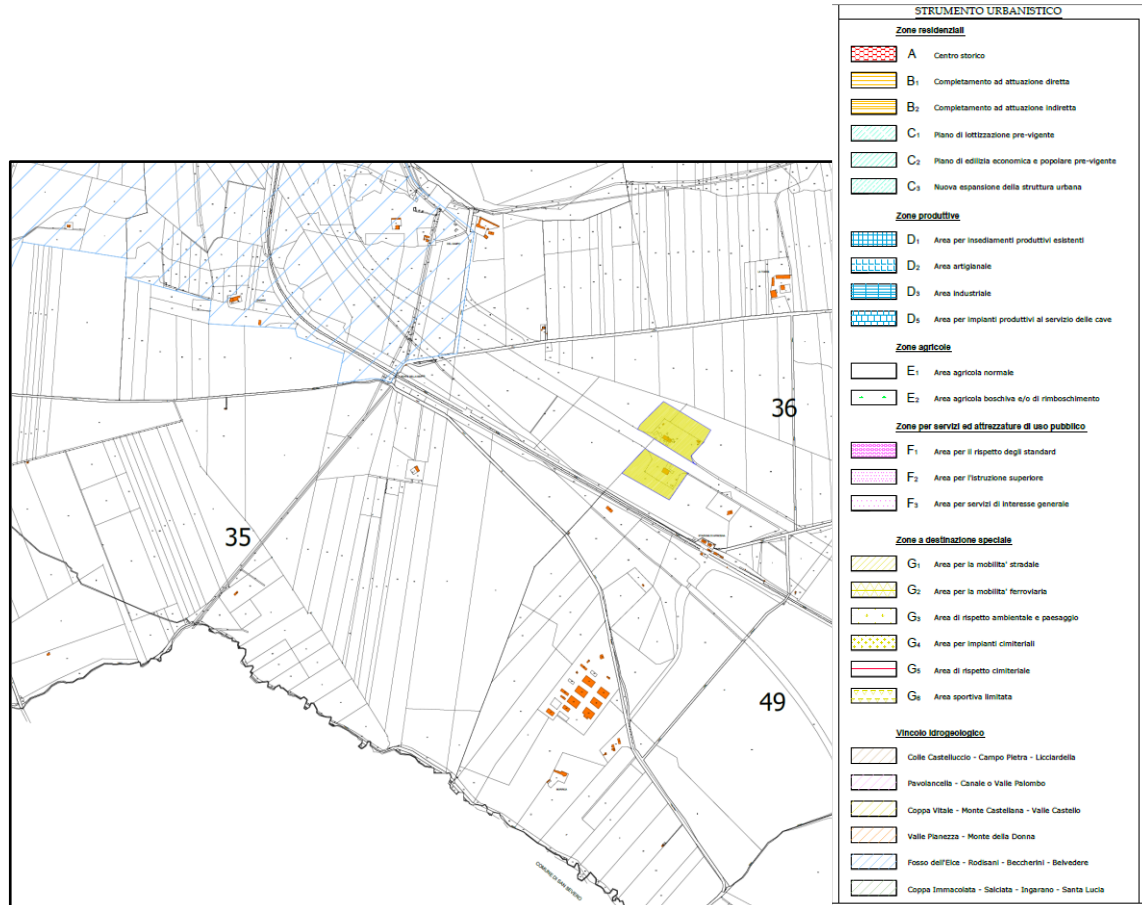 STRUMENTO URBANISTICO
Zone residenziali
A Centro storico
B1 Completamento ad attuazione diretta
B2 Completamento ad attuazione indiretta
C1 Piano di lottizzazione pre-vigente
C2 Piano di edilizia economica e popolare pre-vigente
C3 Nuova espansione della struttura urbana
Zone produttive
D1 Area per insediamenti produttivi esistenti
D2 Area artigianale
D3 Area industriale
D5 Area per impianti produttivi al servizio delle cave
Zone agricole
E1 Area agricola normale
E2 Area agricola boschiva e/o di rimboschimento
Zone per servizi ed attrezzature di uso pubblico
F1 Area per il rispetto degli standard
F2 Area per l'istruzione superiore
F3 Area per servizi di interesse generale
Zone a destinazione speciale
G1 Area per la mobilita' stradale
G2 Area per la mobilita' ferroviaria
G3 Area di rispetto ambientale e paesaggio
G4 Area per impianti cimiteriali
G5 Area di rispetto cimiteriale
G6 Area sportiva limitata
Vincolo idrogeologico
Colle Castelluccio - Campo Pietra - Licciardella
Pavolancella - Canale o Valle Palombo
Coppa Vitale - Monte Castellana - Valle Castello
Valle Pianezza - Monte della Donna
Fosso dell'Elce - Rodisani - Beccherini - Belvedere
Coppa Immacolata - Salciata - Ingarano - Santa Lucia
36
35
49
COMUNE DI SAN SEVERO